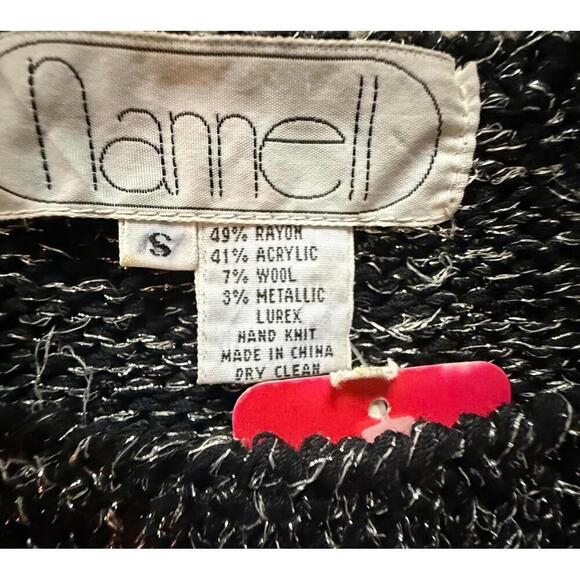 nannell
S
49% RAYON
41% ACRYLIC
7% WOOL
3% METALLIC
LUREX
HAND KNIT
MADE IN CHINA
DRY CLEAN